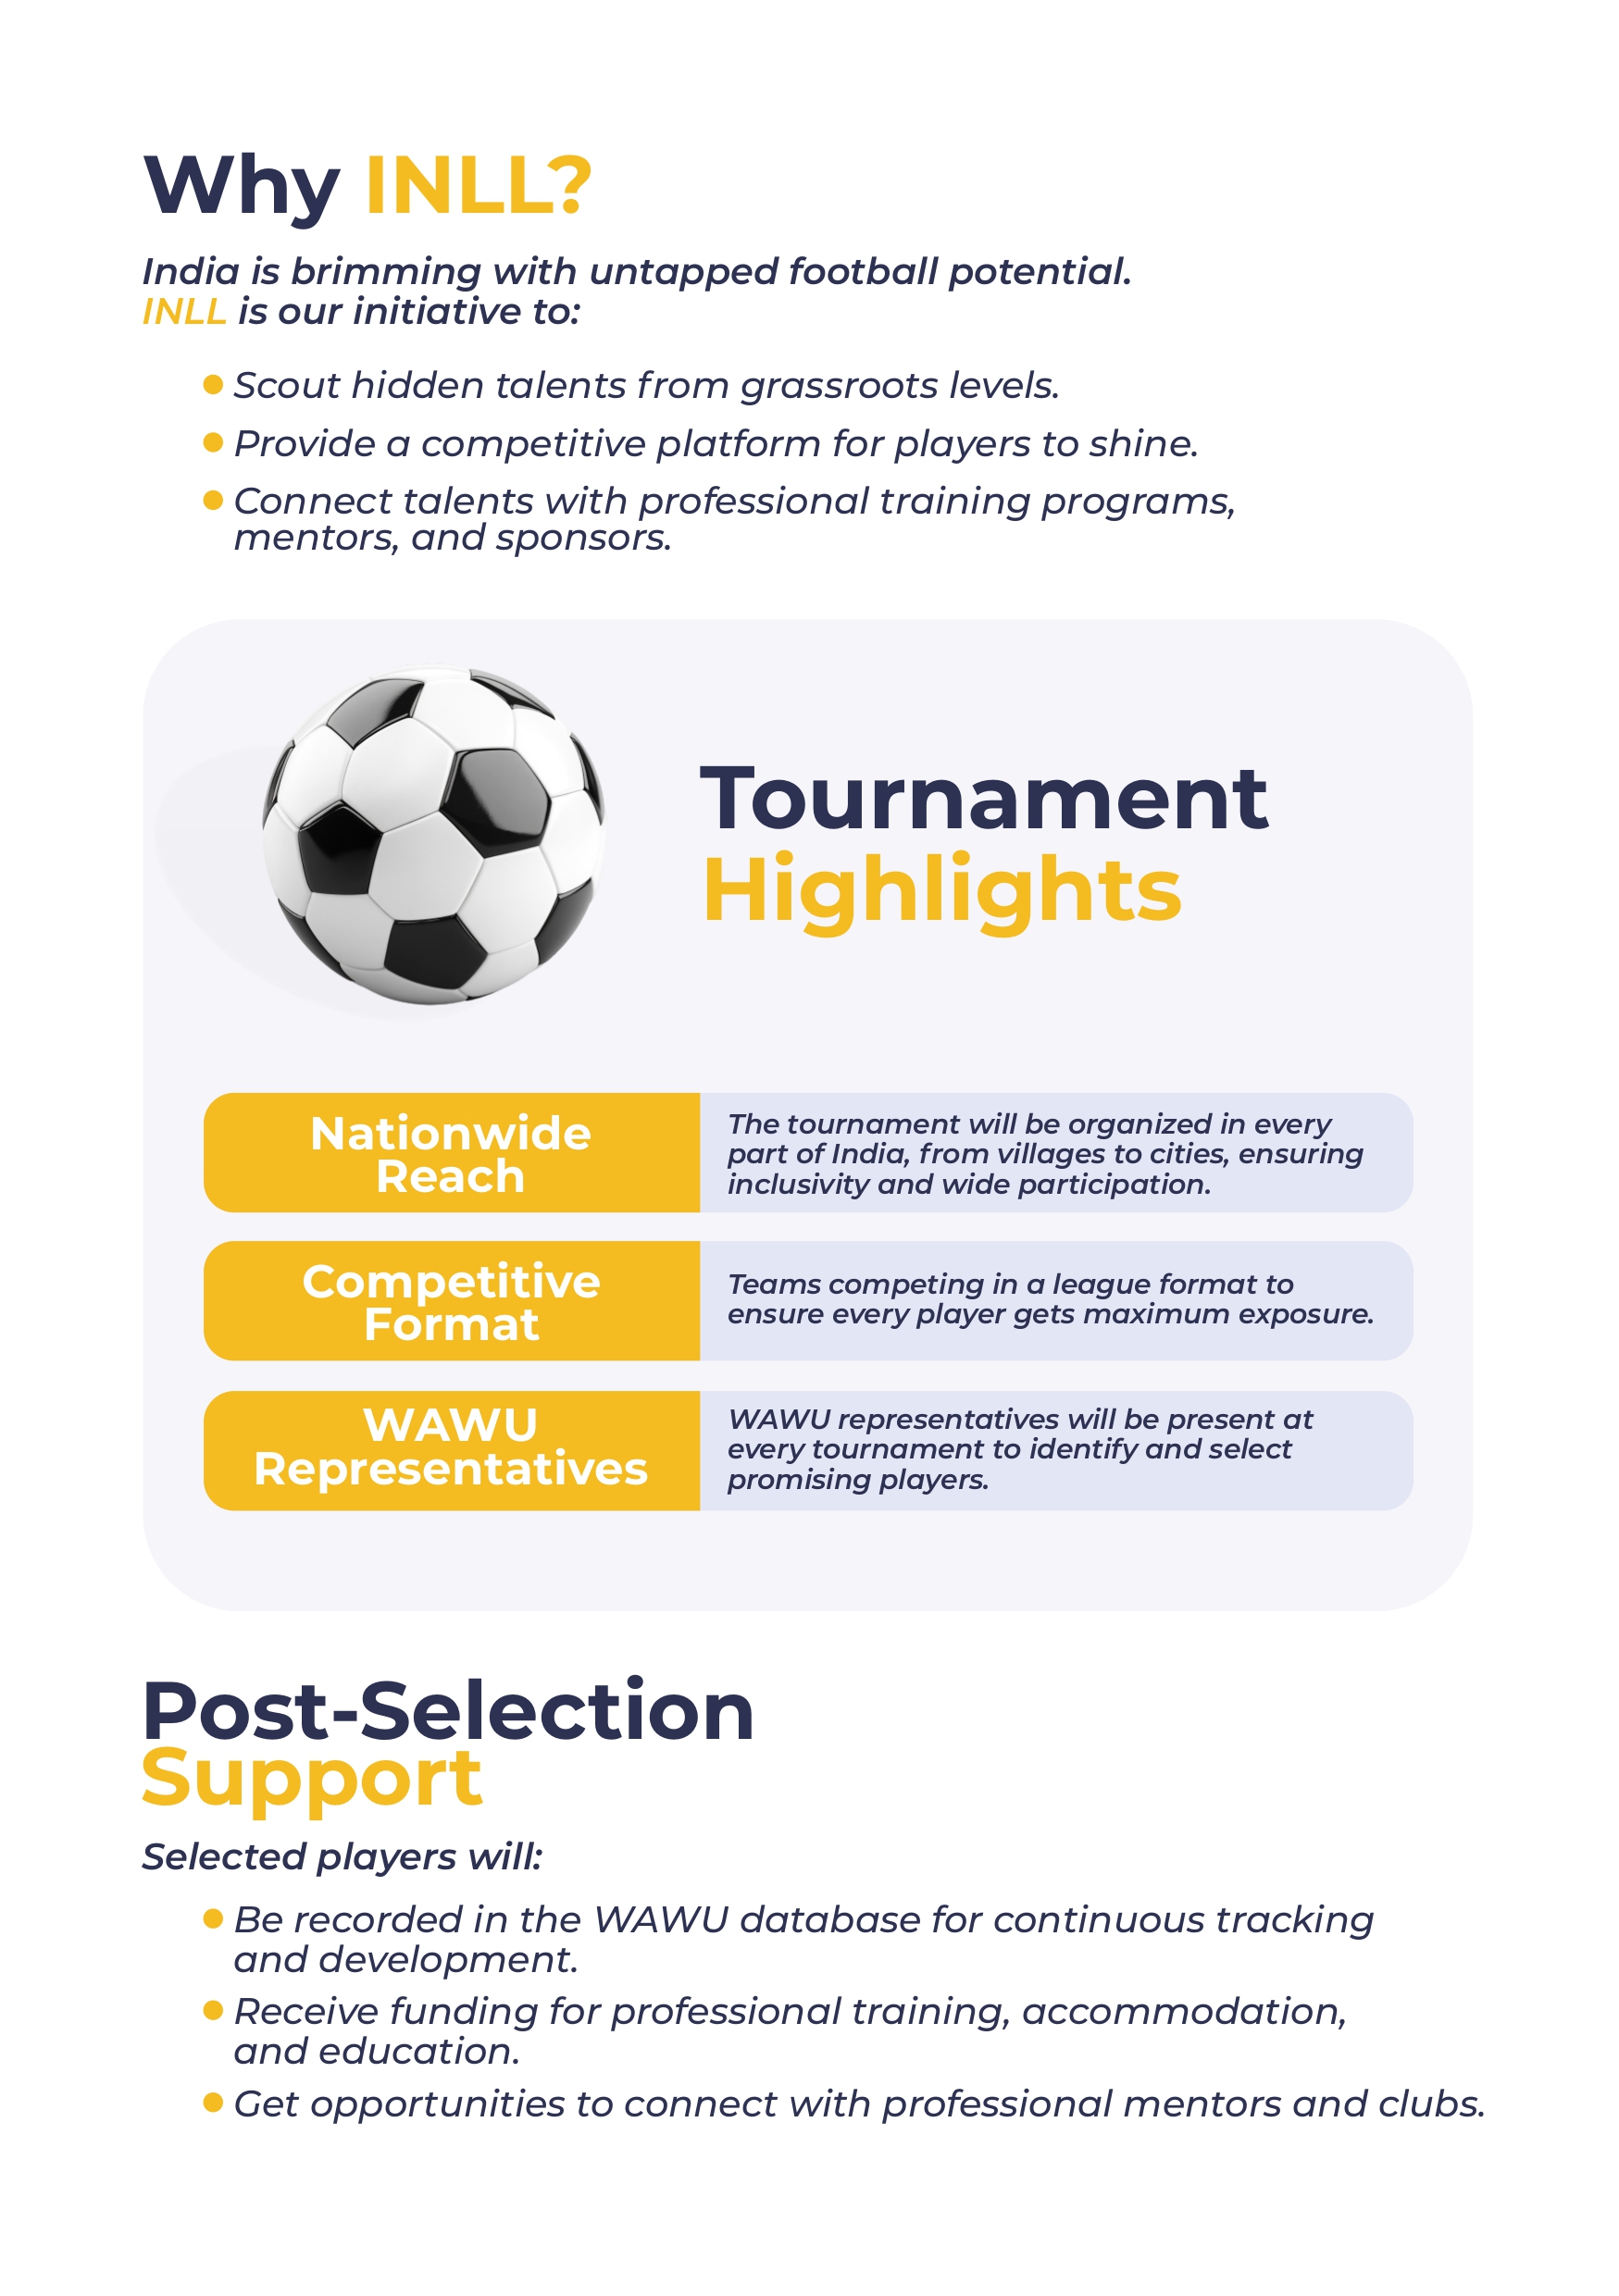 Why INLL?
India is brimming with untapped football potential.
INLL is our initiative to:
Scout hidden talents from grassroots levels.
Provide a competitive platform for players to shine.
Connect talents with professional training programs,
mentors, and sponsors.
Tournament
Highlights
Nationwide
Reach
The tournament will be organized in every
part of India, from villages to cities, ensuring
inclusivity and wide participation.
Competitive
Format
Teams competing in a league format to
ensure every player gets maximum exposure.
WAWU
Representatives
WAWU representatives will be present at
every tournament to identify and select
promising players.
Post-Selection
Support
Selected players will:
Be recorded in the WAWU database for continuous tracking
and development.
Receive funding for professional training, accommodation,
and education.
Get opportunities to connect with professional mentors and clubs.